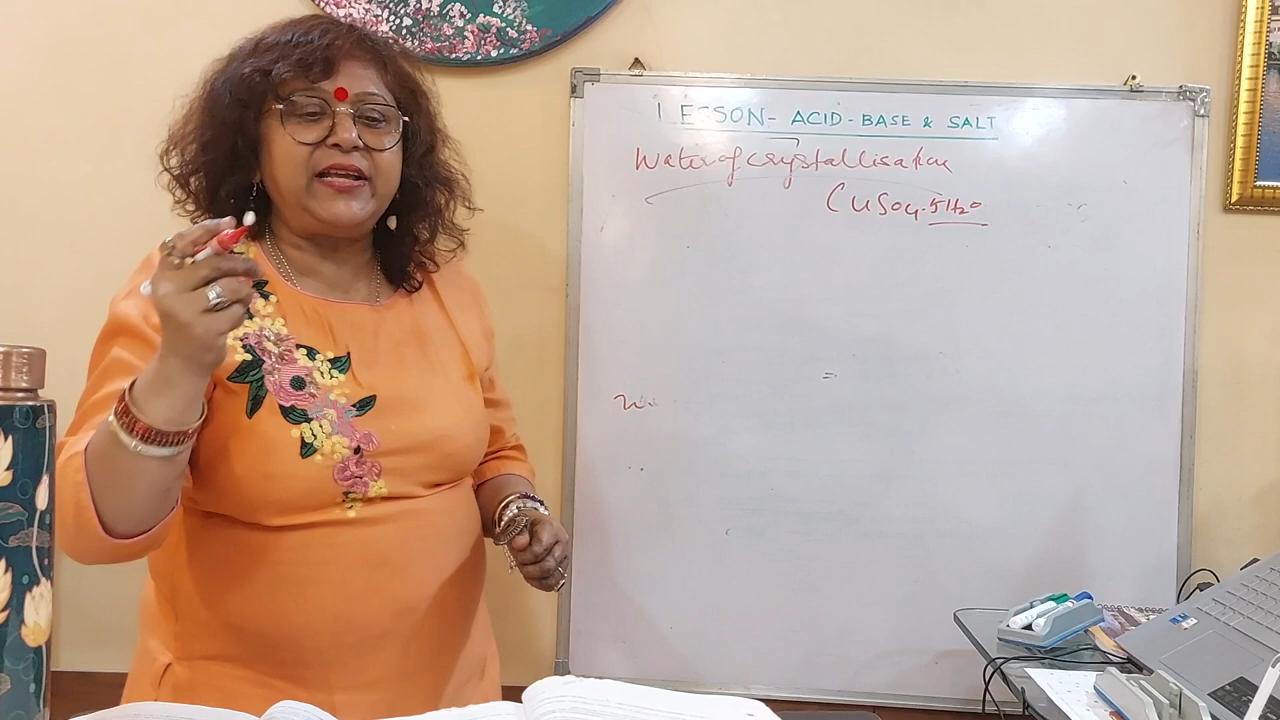 LESSON- ACID-BASE & SALT
Water of crystallisation
CuSO4.5H2O